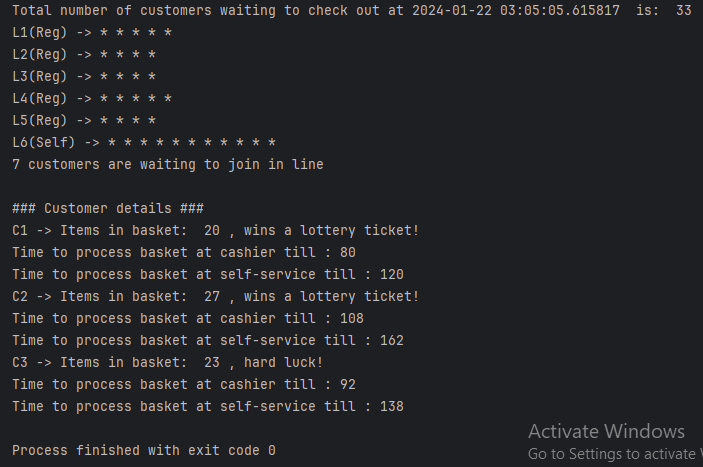 Total number of customers waiting to check out at 2024-01-22 03:05:05.615817  is:  33
L1(Reg) -> * * * * *
L2(Reg) -> * * * *
L3(Reg) -> * * * *
L4(Reg) -> * * * * *
L5(Reg) -> * * * *
L6(Self) -> * * * * * * * * * * *
7 customers are waiting to join in line

### Customer details ###
C1 -> Items in basket:  20 , wins a lottery ticket!
Time to process basket at cashier till : 80
Time to process basket at self-service till : 120
C2 -> Items in basket:  27 , wins a lottery ticket!
Time to process basket at cashier till : 108
Time to process basket at self-service till : 162
C3 -> Items in basket:  23 , hard luck!
Time to process basket at cashier till : 92
Time to process basket at self-service till : 138

Process finished with exit code 0
Activate Windows
Go to Settings to activate